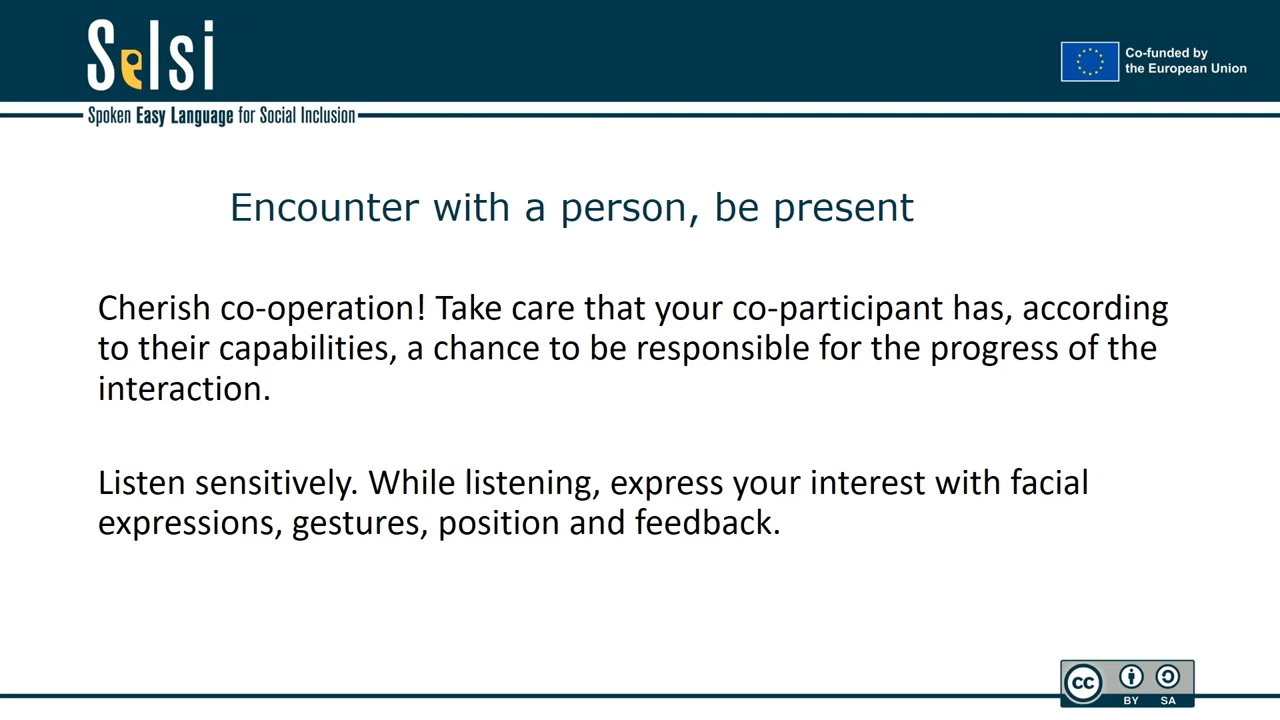 Selsi
Co-funded by
the European Union
Spoken Easy Language for Social Inclusion
Encounter with a person, be present
Cherish co-operation! Take care that your co-participant has, according
to their capabilities, a chance to be responsible for the progress of the
interaction.
Listen sensitively. While listening, express your interest with facial
expressions, gestures, position and feedback.
cc
BY SA